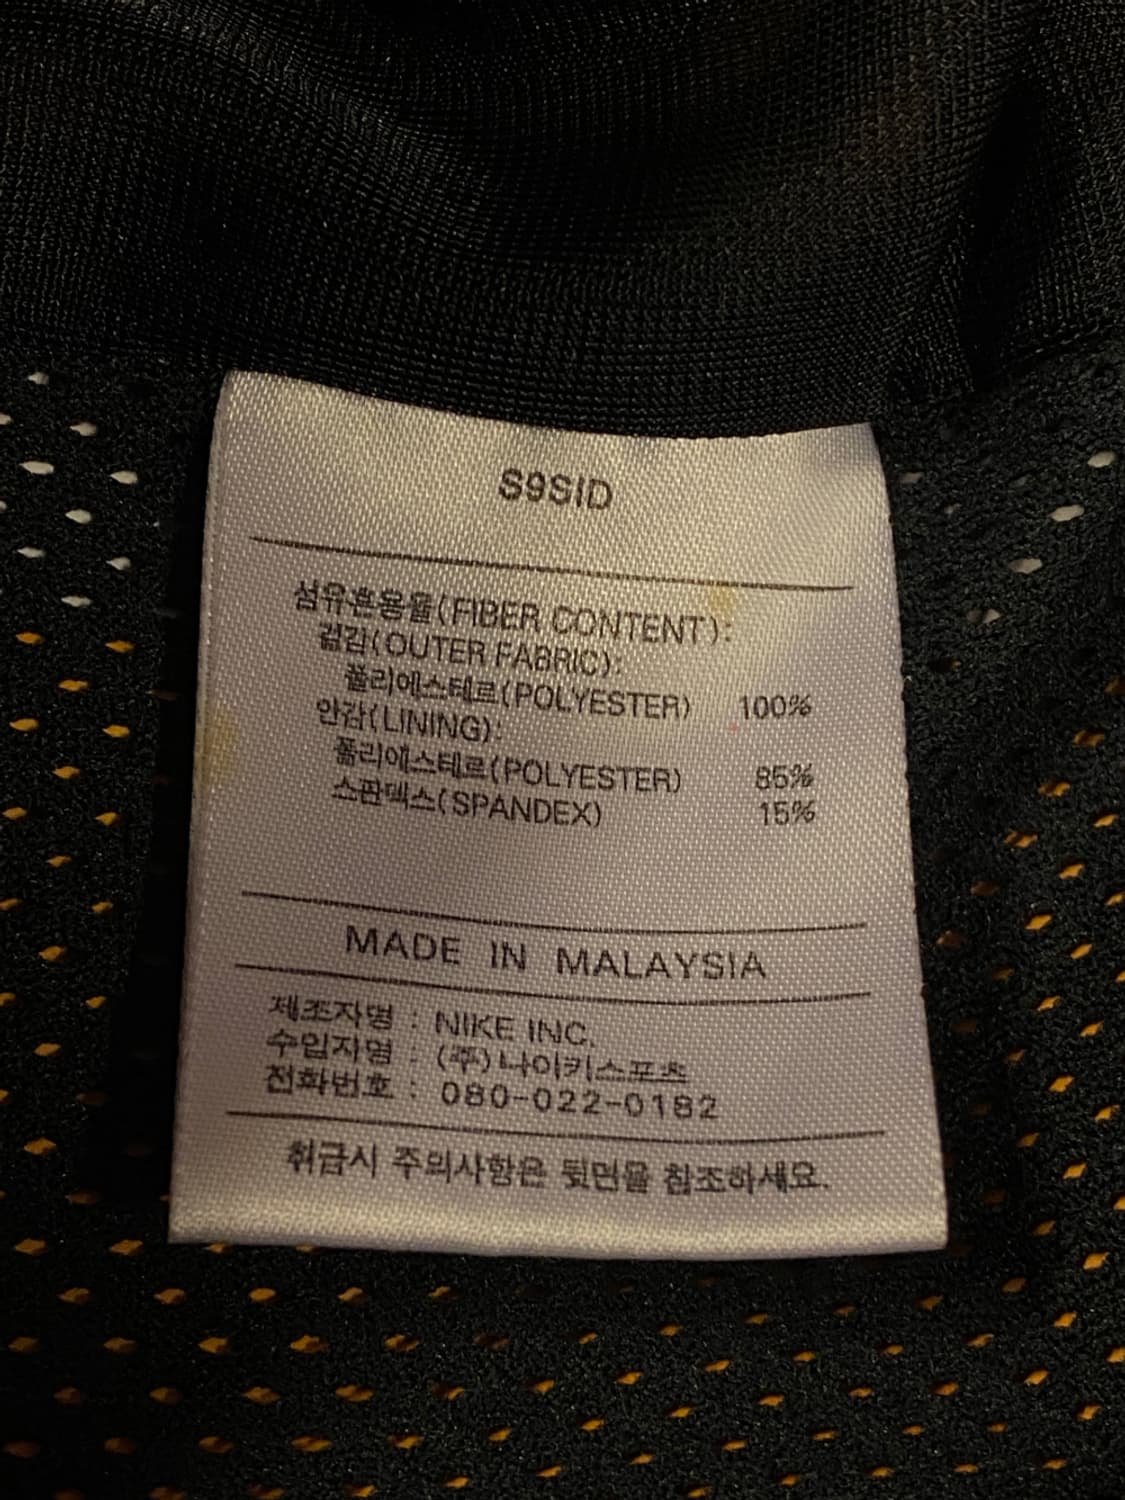 S9SID
섬유혼용율(FIBER CONTENT):
겉감(OUTER FABRIC):
폴리에스테르(POLYESTER) 100%
안감(LINING):
폴리에스테르(POLYESTER) 85%
스판덱스(SPANDEX) 15%
MADE IN MALAYSIA
제조자명 : NIKE INC.
수입자명 : (주)나이키스포츠
전화번호 : 080-022-0182
취급시 주의사항은 뒷면을 참조하세요.